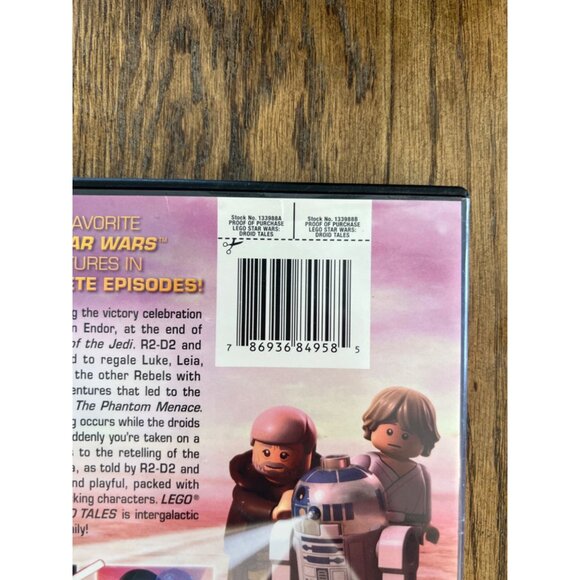 Stock No. 133988A
PROOF OF PURCHASE
LEGO STAR WARS:
DROID TALES
Stock No. 133988B
PROOF OF PURCHASE
LEGO STAR WARS:
DROID TALES
7 86936 84958 5
AVORITE
AR WARS™
TURES IN
ETE EPISODES!
g the victory celebration
n Endor, at the end of
of the Jedi. R2-D2 and
d to regale Luke, Leia,
the other Rebels with
entures that led to the
The Phantom Menace.
g occurs while the droids
uddenly you're taken on a
s to the retelling of the
a, as told by R2-D2 and
nd playful, packed with
king characters. LEGO®
D TALES is intergalactic
ily!